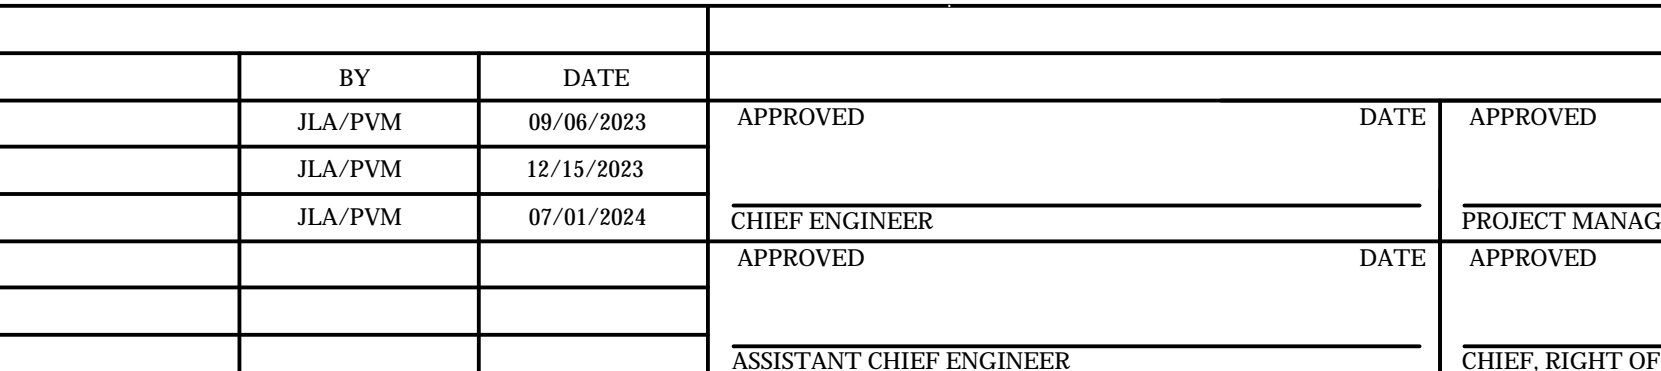 BY DATE
JLA/PVM 09/06/2023
JLA/PVM 12/15/2023
JLA/PVM 07/01/2024
APPROVED DATE
CHIEF ENGINEER
APPROVED DATE
ASSISTANT CHIEF ENGINEER
APPROVED
PROJECT MANAG
APPROVED
CHIEF, RIGHT OF